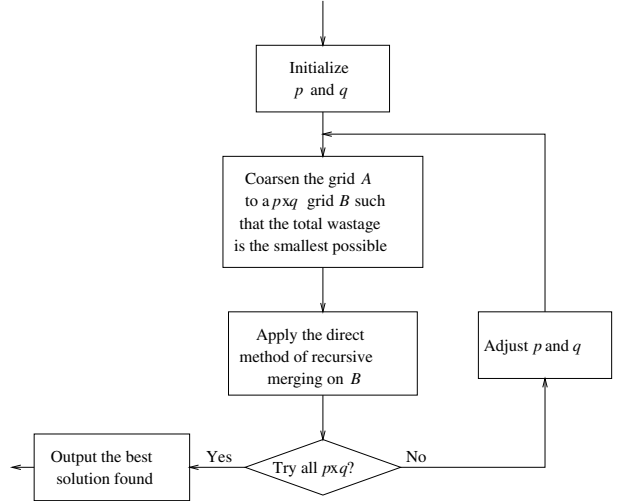 Initialize
p and q
Coarsen the grid A
to a pxq grid B such
that the total wastage
is the smallest possible
Apply the direct
method of recursive
merging on B
Adjust p and q
Try all pxq?
Yes
No
Output the best
solution found